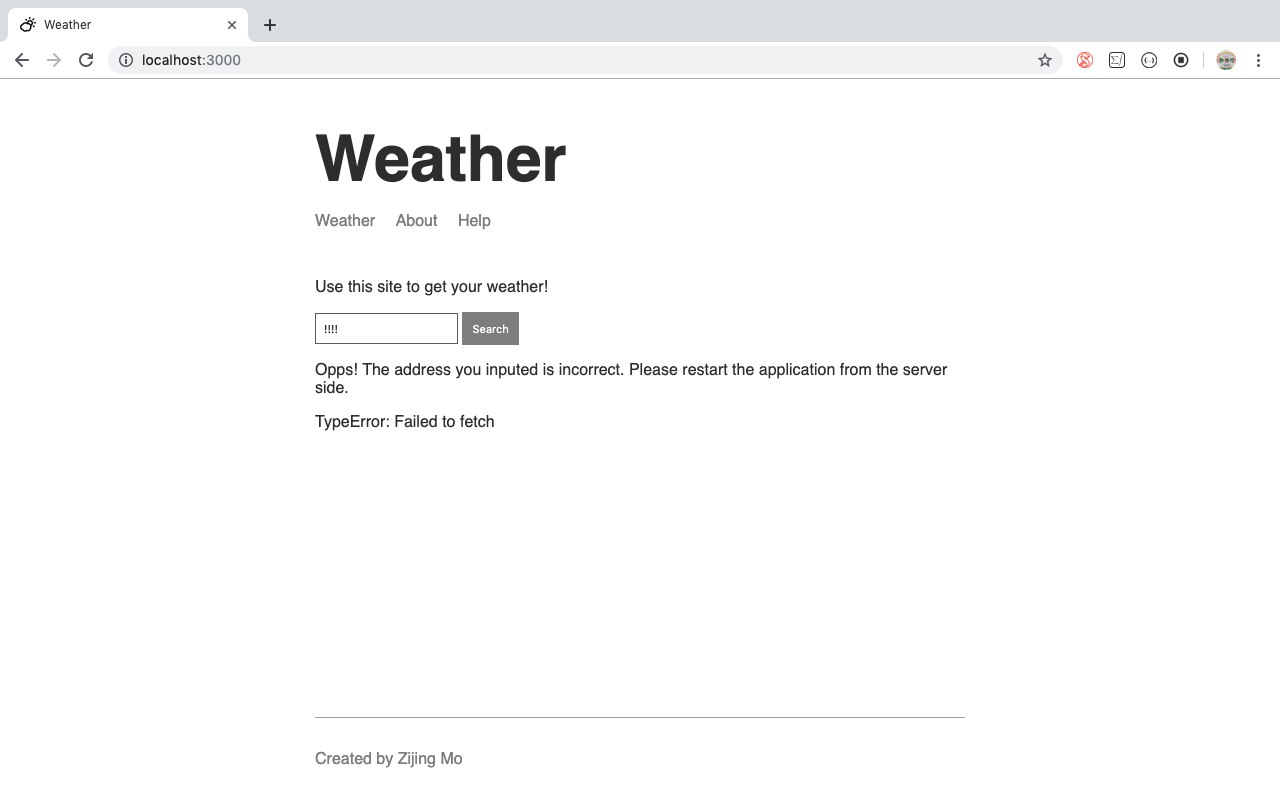 Weather
localhost:3000
Weather
Weather About Help
Use this site to get your weather!
!!!! Search
Opps! The address you inputed is incorrect. Please restart the application from the server
side.
TypeError: Failed to fetch
Created by Zijing Mo